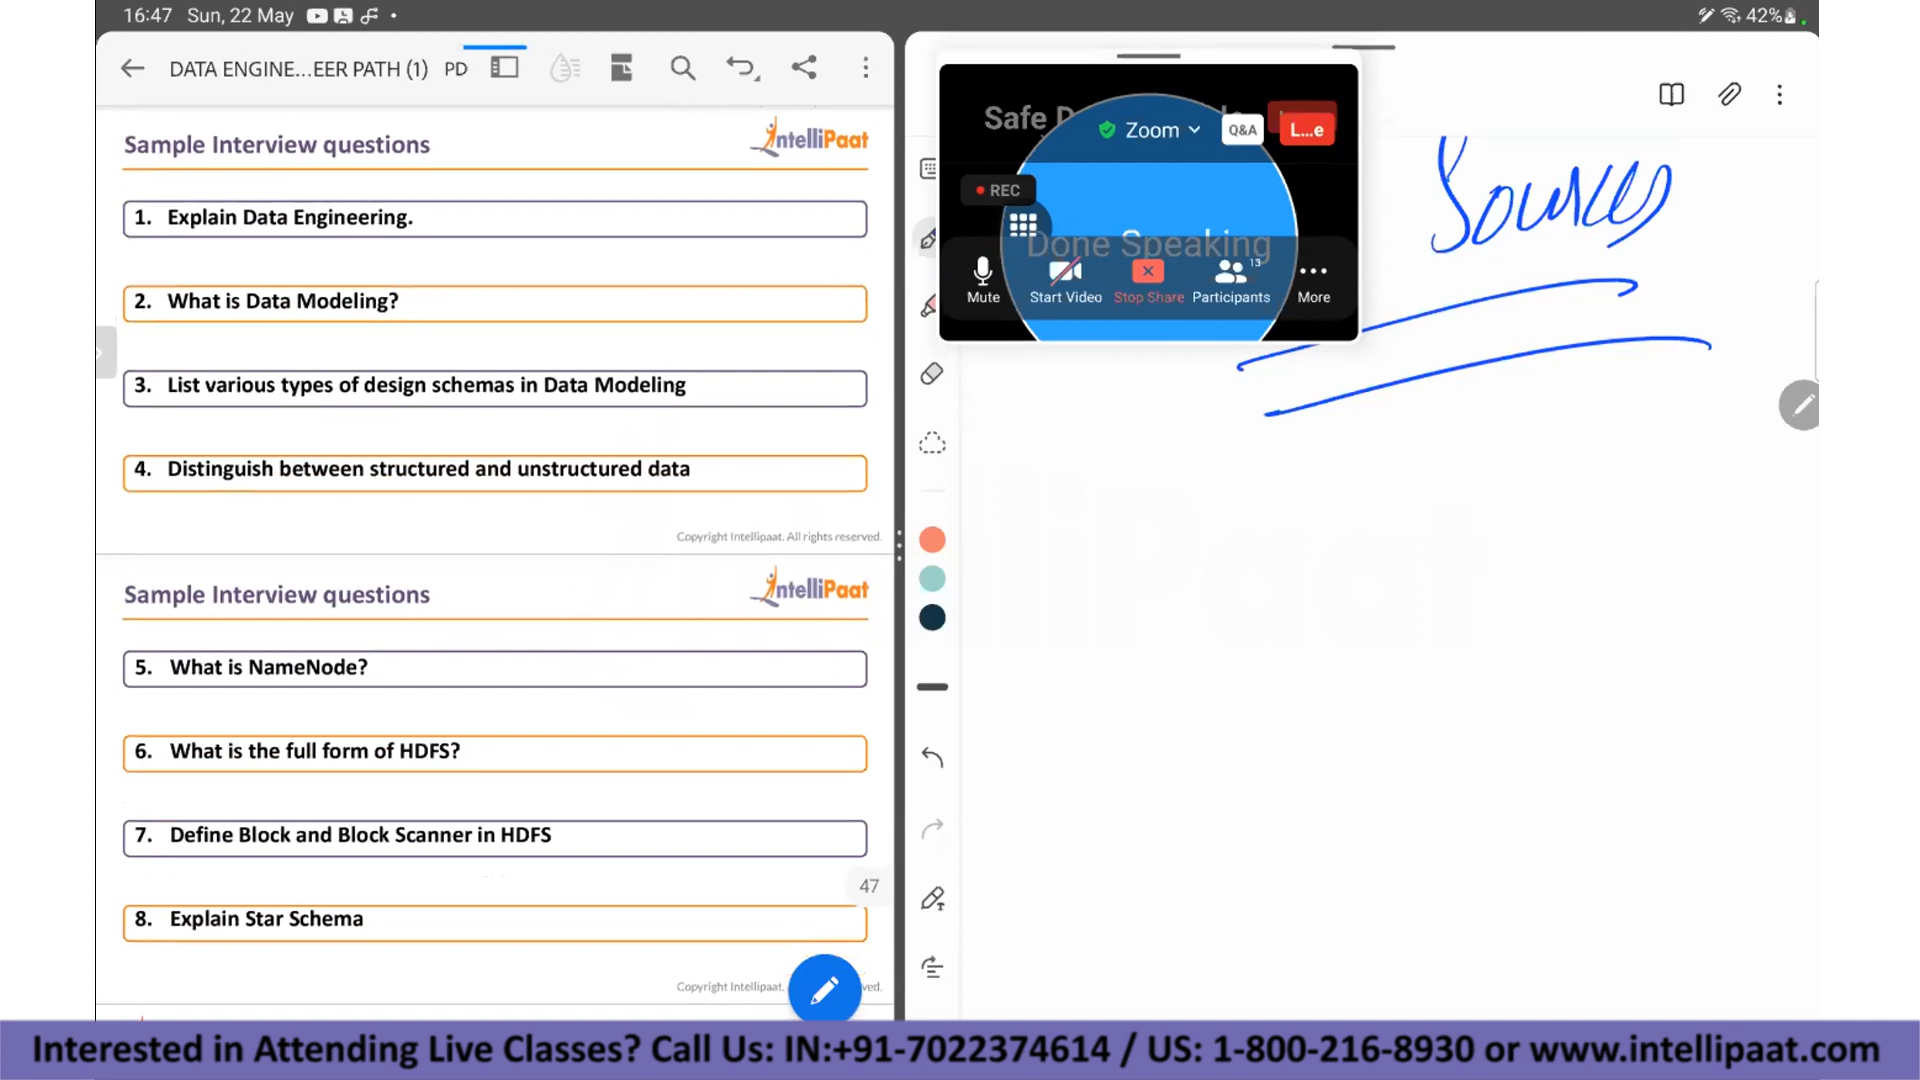 16:47 Sun, 22 May
42%
DATA ENGINE...EER PATH (1) PD
Sample Interview questions
IntelliPaat
1. Explain Data Engineering.
2. What is Data Modeling?
3. List various types of design schemas in Data Modeling
4. Distinguish between structured and unstructured data
Copyright Intellipaat. All rights reserved.
Sample Interview questions
IntelliPaat
5. What is NameNode?
6. What is the full form of HDFS?
7. Define Block and Block Scanner in HDFS
47
8. Explain Star Schema
Copyright Intellipaat. ved.
Safe D
Zoom
Q&A
L...e
REC
Done Speaking
Mute
Start Video
Stop Share
Participants
13
More
Sources
Interested in Attending Live Classes? Call Us: IN:+91-7022374614 / US: 1-800-216-8930 or www.intellipaat.com